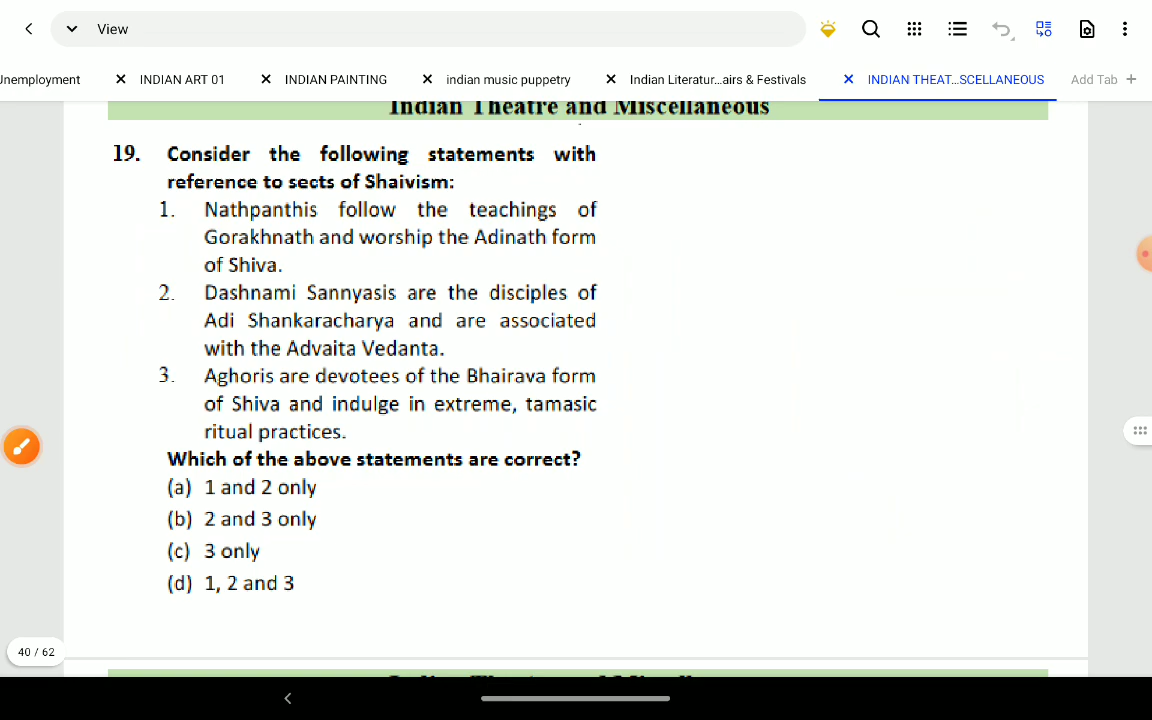 View
Jnemployment
INDIAN ART 01
INDIAN PAINTING
indian music puppetry
Indian Literatur...airs & Festivals
INDIAN THEAT...SCELLANEOUS
Add Tab +
Indian Theatre and Miscellaneous
19. Consider the following statements with
reference to sects of Shaivism:
1. Nathpanthis follow the teachings of
Gorakhnath and worship the Adinath form
of Shiva.
2. Dashnami Sannyasis are the disciples of
Adi Shankaracharya and are associated
with the Advaita Vedanta.
3. Aghoris are devotees of the Bhairava form
of Shiva and indulge in extreme, tamasic
ritual practices.
Which of the above statements are correct?
(a) 1 and 2 only
(b) 2 and 3 only
(c) 3 only
(d) 1, 2 and 3
40 / 62